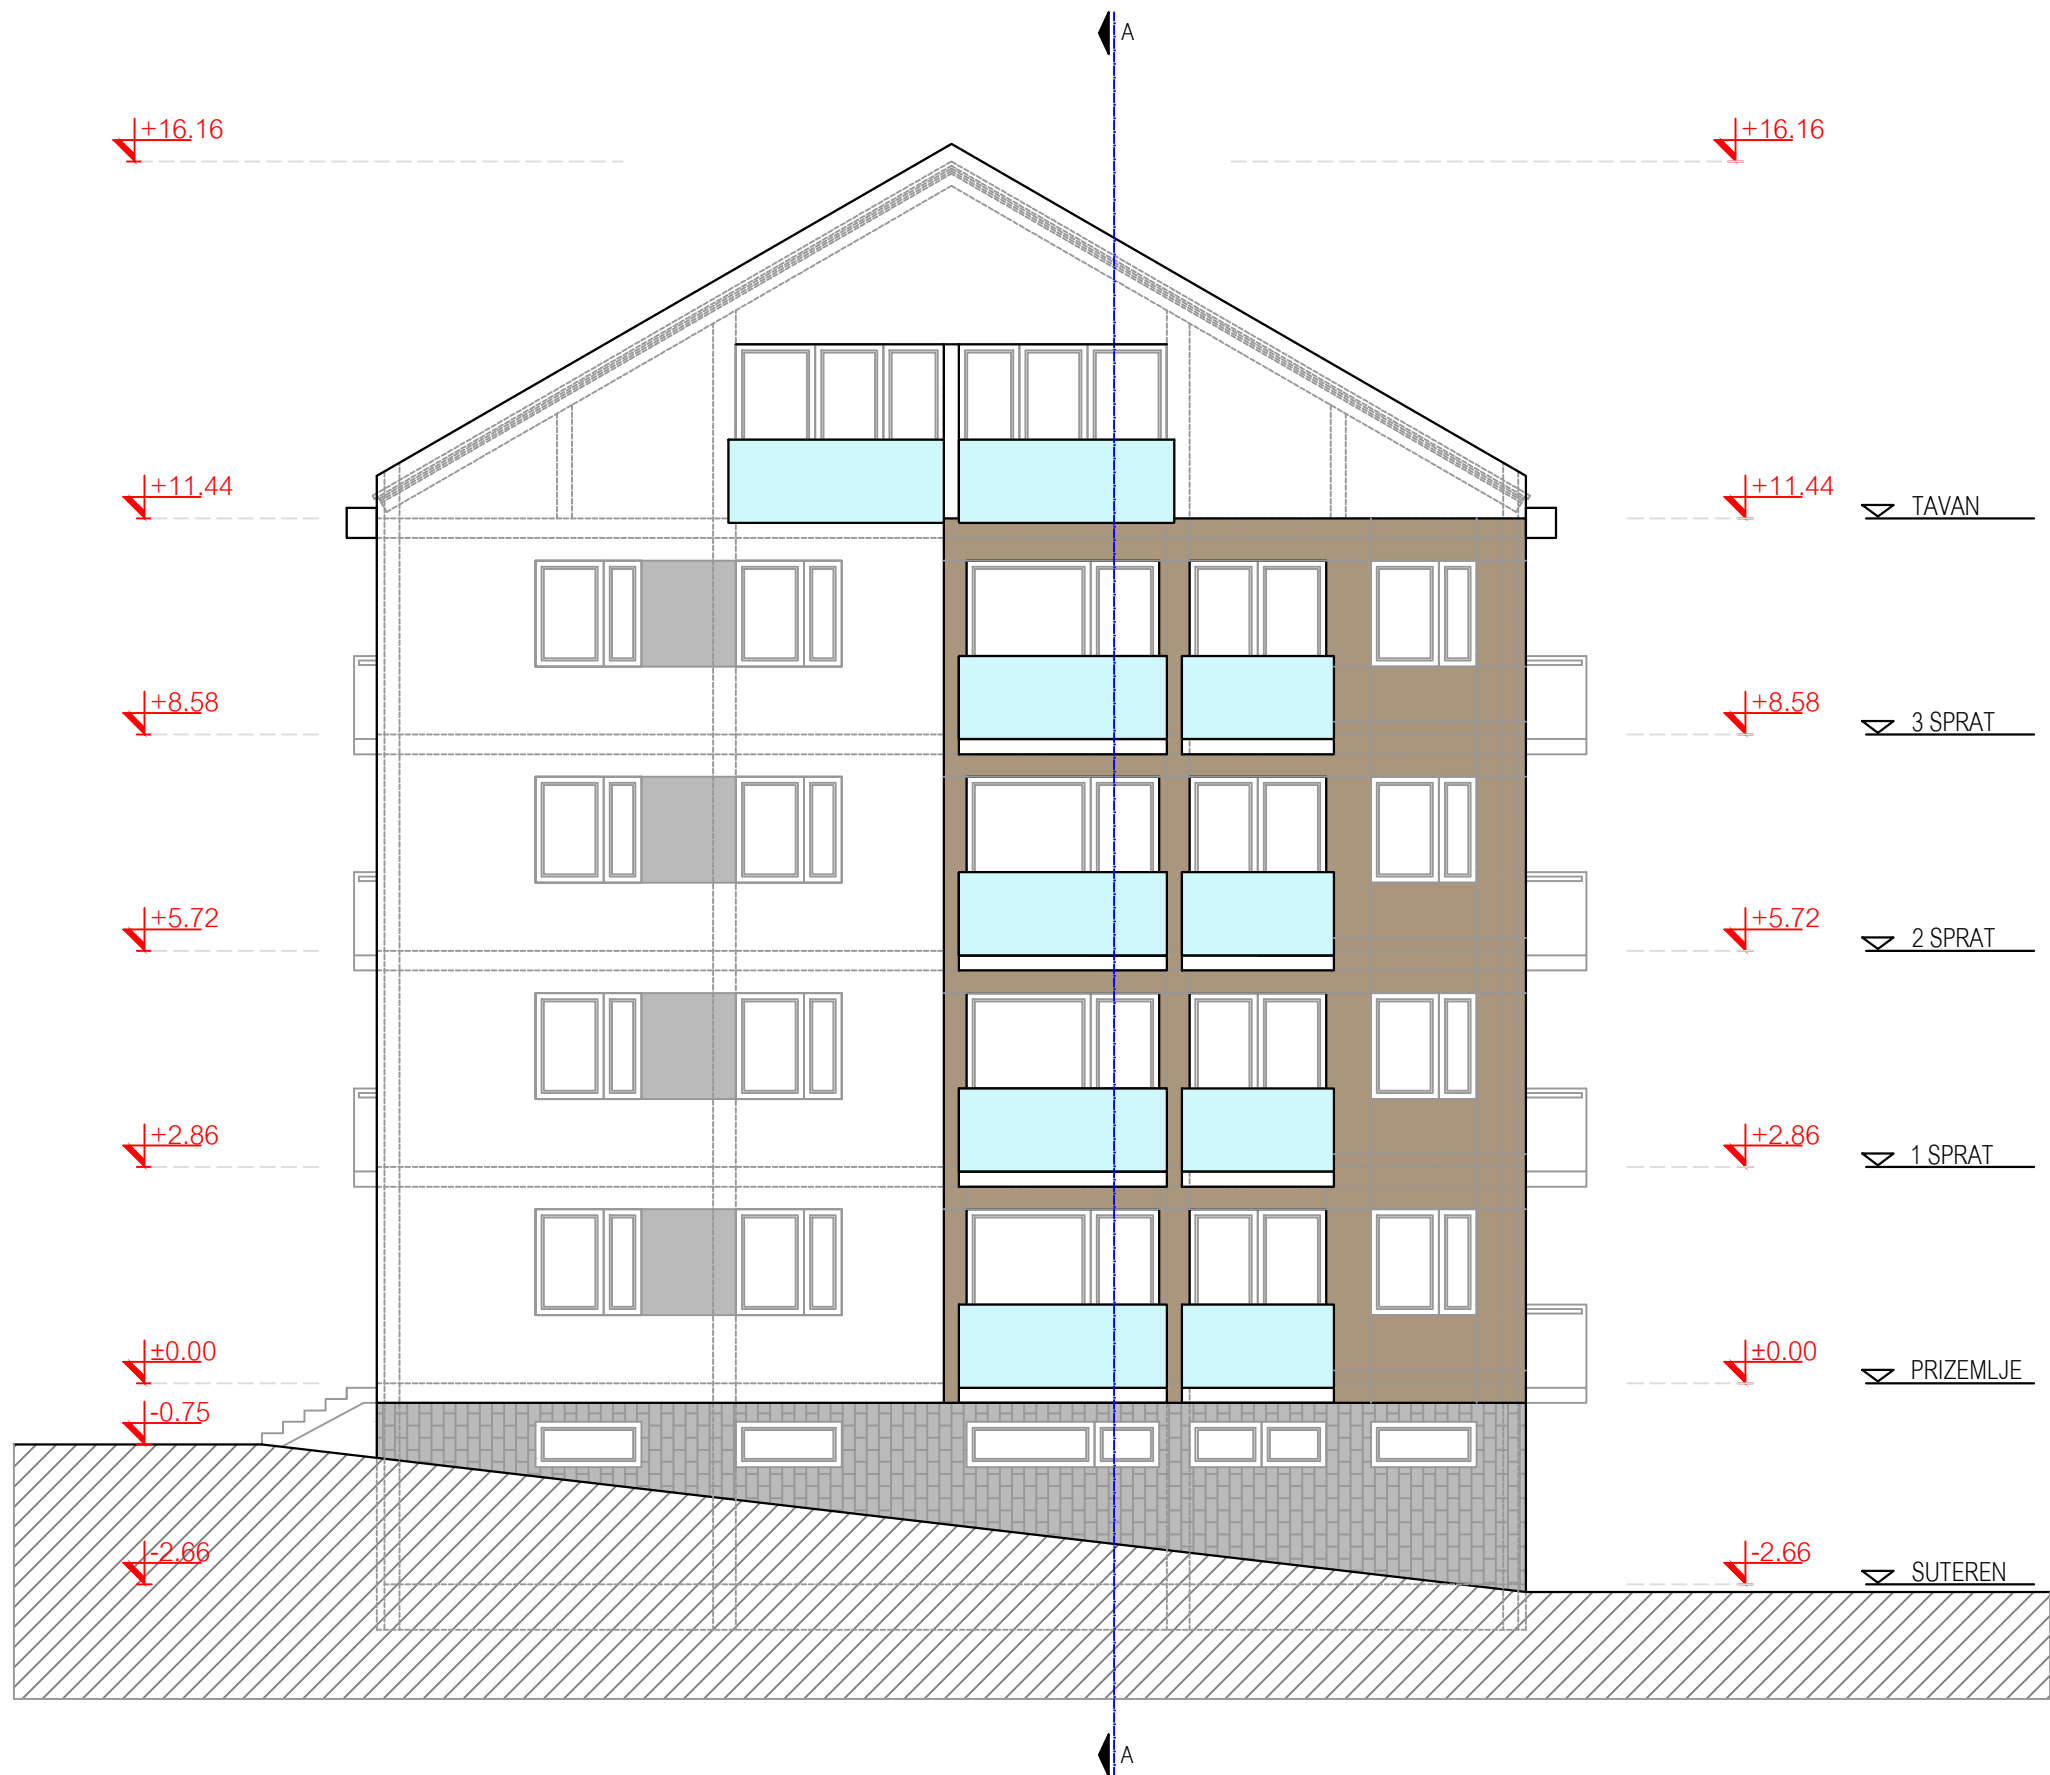 A
+16.16 +16.16
+11.44 +11.44 TAVAN
+8.58 +8.58 3 SPRAT
+5.72 +5.72 2 SPRAT
+2.86 +2.86 1 SPRAT
±0.00 ±0.00 PRIZEMLJE
-0.75
-2.66 -2.66 SUTEREN
A